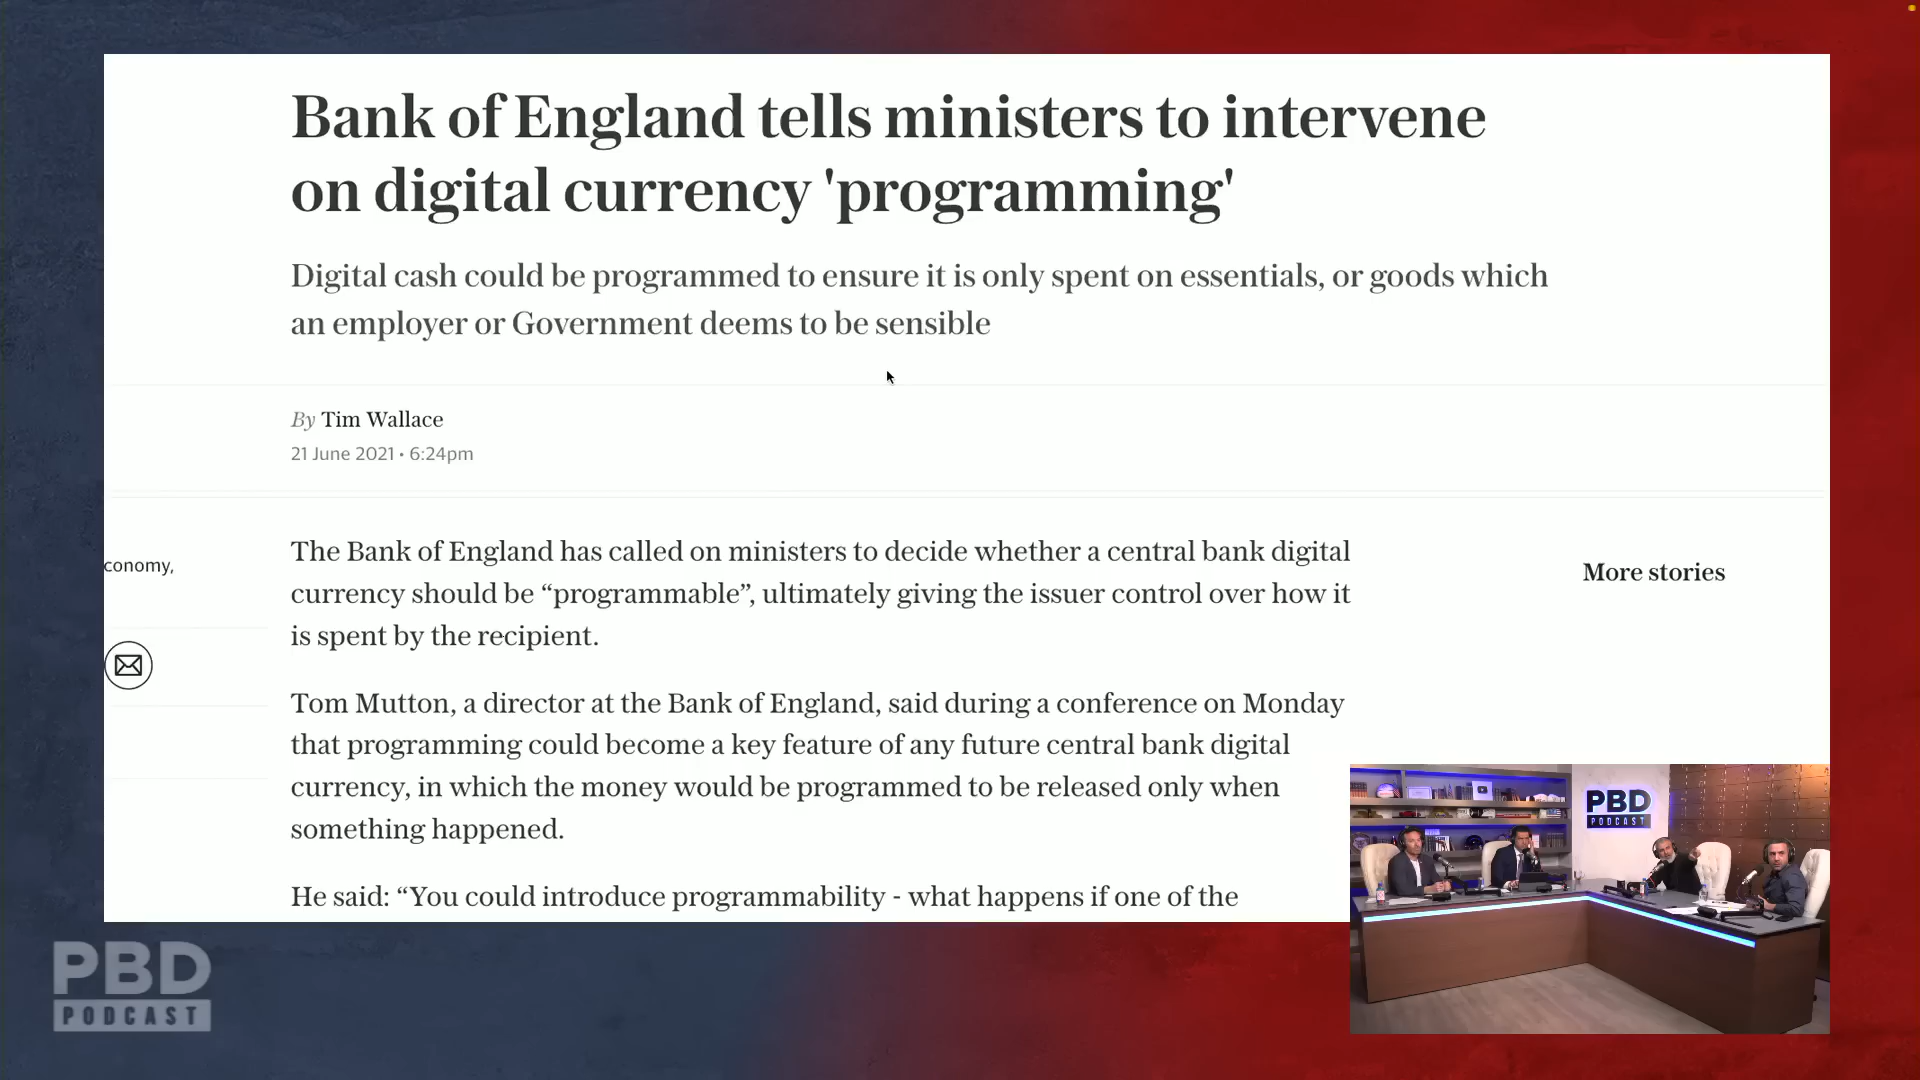 Bank of England tells ministers to intervene
on digital currency 'programming'
Digital cash could be programmed to ensure it is only spent on essentials, or goods which
an employer or Government deems to be sensible
By Tim Wallace
21 June 2021 • 6:24pm
conomy,
The Bank of England has called on ministers to decide whether a central bank digital
currency should be “programmable”, ultimately giving the issuer control over how it
is spent by the recipient.
More stories
Tom Mutton, a director at the Bank of England, said during a conference on Monday
that programming could become a key feature of any future central bank digital
currency, in which the money would be programmed to be released only when
something happened.
He said: “You could introduce programmability - what happens if one of the
PBD
PODCAST
PBD
PODCAST